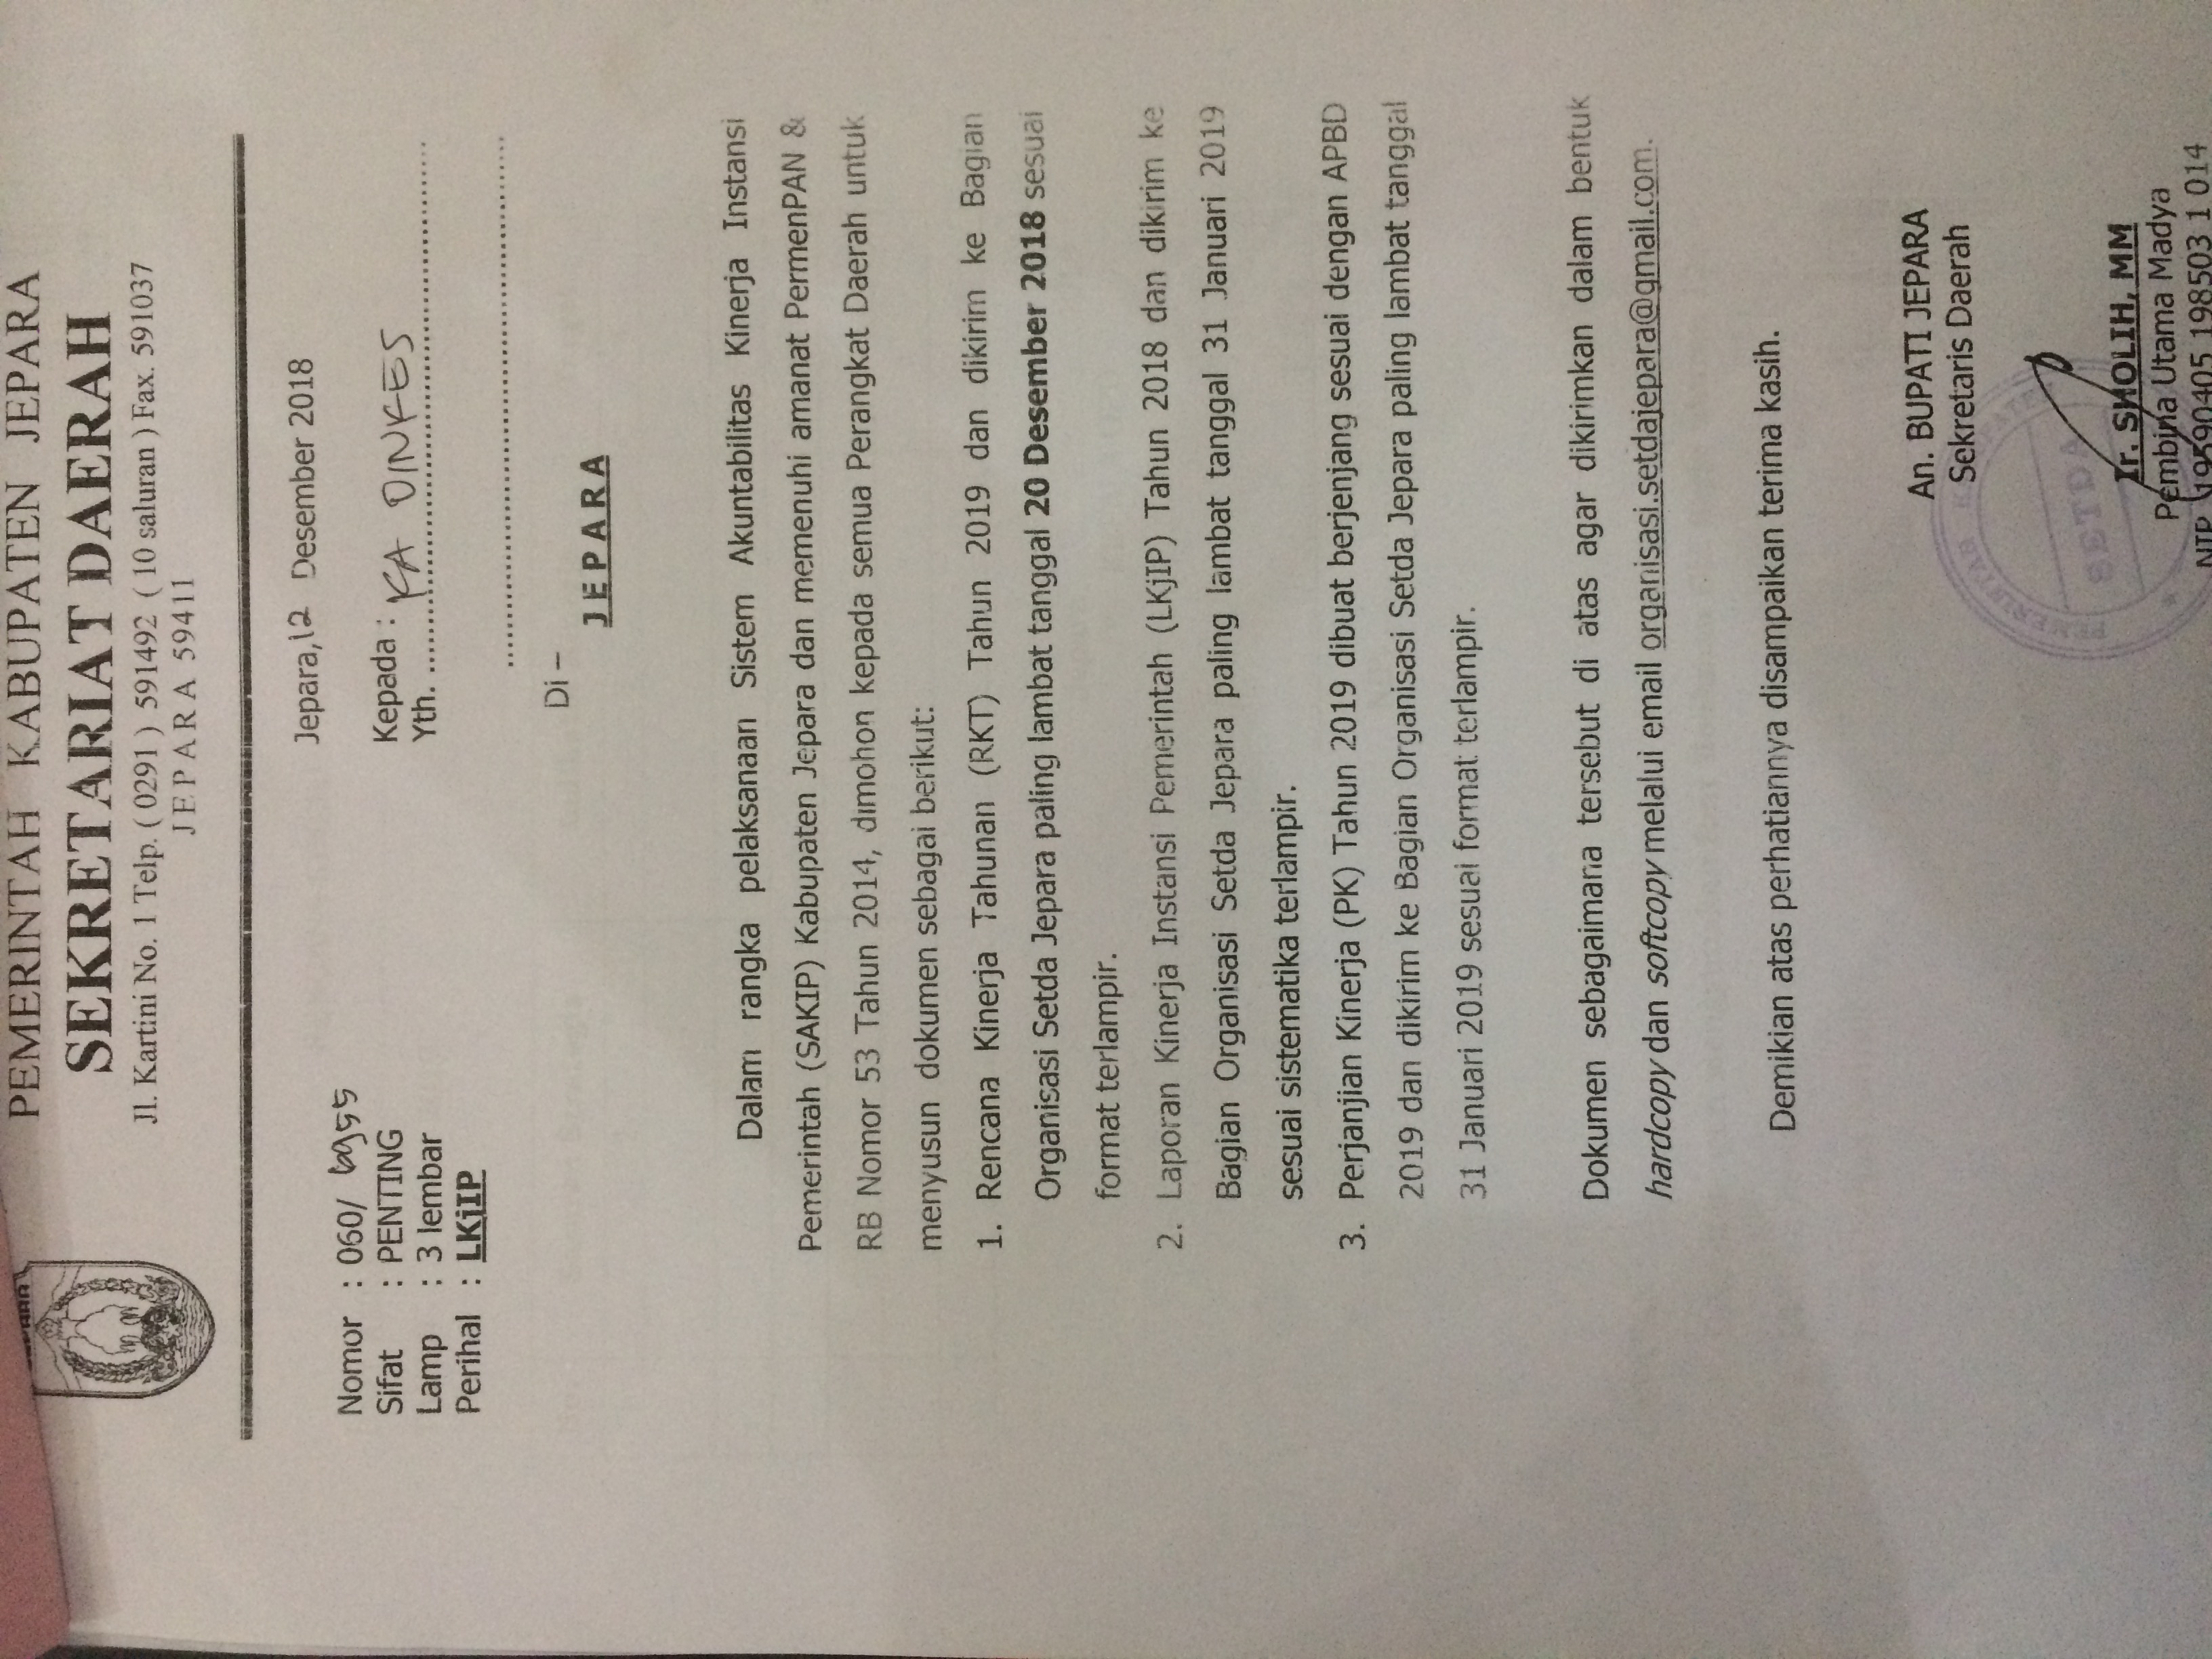 JEPARA
PEMERINTAH KABUPATEN JEPARA
SEKRETARIAT DAERAH
Jl. Kartini No. 1 Telp. ( 0291 ) 591492 ( 10 saluran ) Fax. 591037
JEPARA 59411
Jepara, 12 Desember 2018
Nomor : 060/ 6955
Sifat : PENTING
Lamp : 3 lembar
Perihal : LKjIP
Kepada :
Yth. KA DINKES
Di –
JEPARA
Dalam rangka pelaksanaan Sistem Akuntabilitas Kinerja Instansi
Pemerintah (SAKIP) Kabupaten Jepara dan memenuhi amanat PermenPAN &
RB Nomor 53 Tahun 2014, dimohon kepada semua Perangkat Daerah untuk
menyusun dokumen sebagai berikut:
1. Rencana Kinerja Tahunan (RKT) Tahun 2019 dan dikirim ke Bagian
Organisasi Setda Jepara paling lambat tanggal 20 Desember 2018 sesuai
format terlampir.
2. Laporan Kinerja Instansi Pemerintah (LKjIP) Tahun 2018 dan dikirim ke
Bagian Organisasi Setda Jepara paling lambat tanggal 31 Januari 2019
sesuai sistematika terlampir.
3. Perjanjian Kinerja (PK) Tahun 2019 dibuat berjenjang sesuai dengan APBD
2019 dan dikirim ke Bagian Organisasi Setda Jepara paling lambat tanggal
31 Januari 2019 sesuai format terlampir.
Dokumen sebagaimana tersebut di atas agar dikirimkan dalam bentuk
hardcopy dan softcopy melalui email organisasi.setdajepara@gmail.com.
Demikian atas perhatiannya disampaikan terima kasih.
An. BUPATI JEPARA
Sekretaris Daerah
PEMERINTAH
SETDA
Ir. SHOLIH, MM
Pembina Utama Madya
NIP. 19590405 198503 1 014